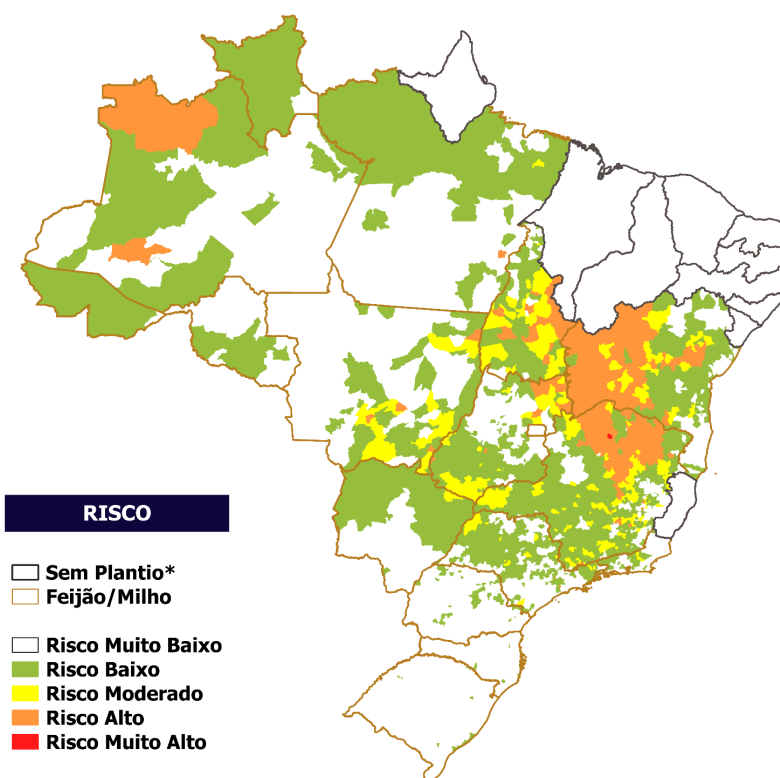 RISCO
Sem Plantio*
Feijão/Milho
Risco Muito Baixo
Risco Baixo
Risco Moderado
Risco Alto
Risco Muito Alto